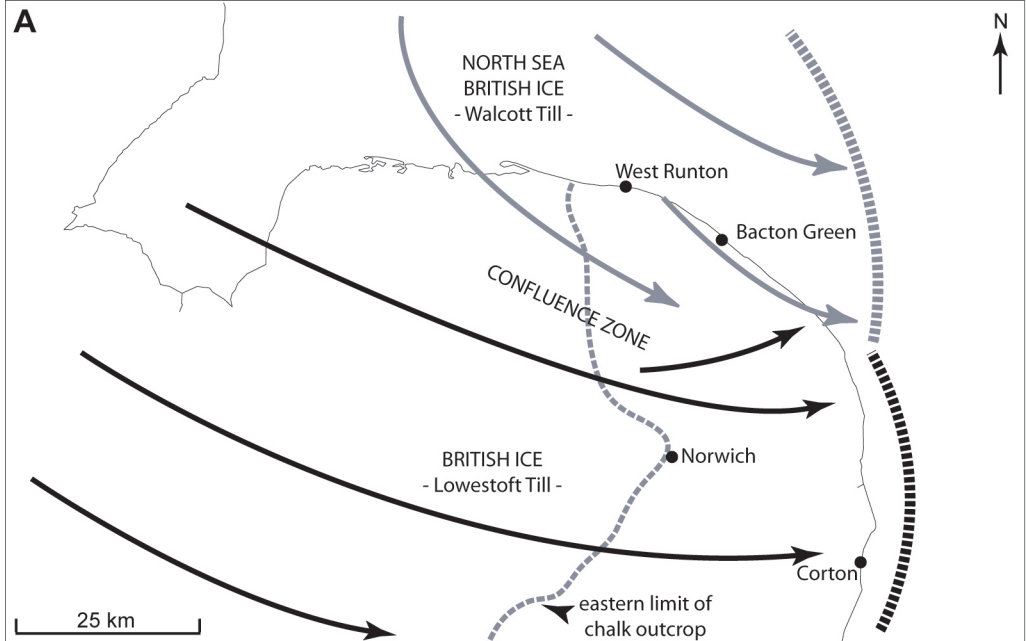 A
N
NORTH SEA
BRITISH ICE
- Walcott Till -
West Runton
Bacton Green
CONFLUENCE ZONE
BRITISH ICE
- Lowestoft Till -
Norwich
Corton
eastern limit of
chalk outcrop
25 km